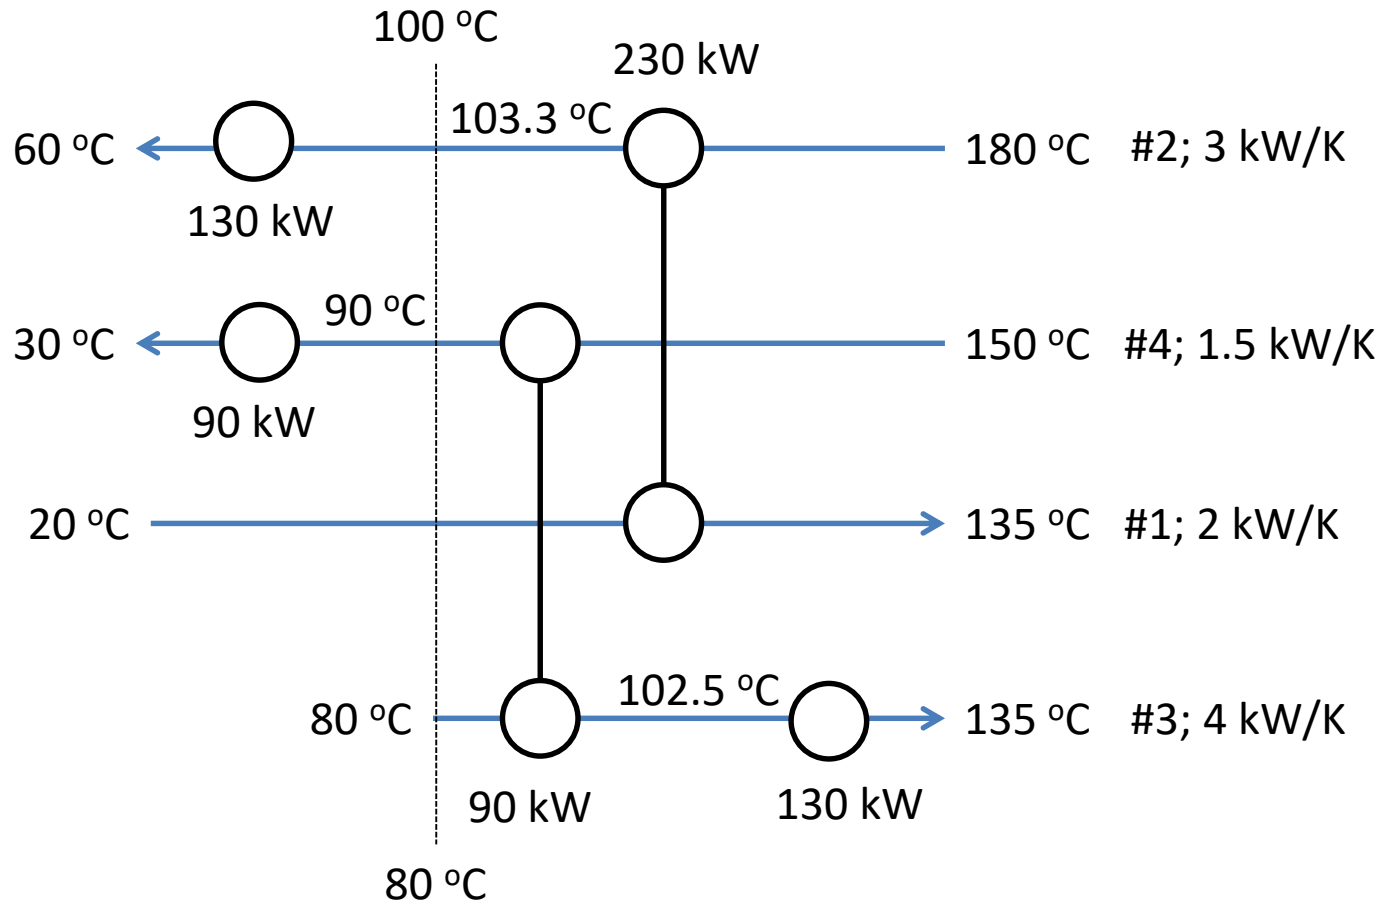 100 °C
230 kW
103.3 °C
60 °C
180 °C #2; 3 kW/K
130 kW
90 °C
30 °C
150 °C #4; 1.5 kW/K
90 kW
20 °C
135 °C #1; 2 kW/K
102.5 °C
80 °C
135 °C #3; 4 kW/K
90 kW
130 kW
80 °C